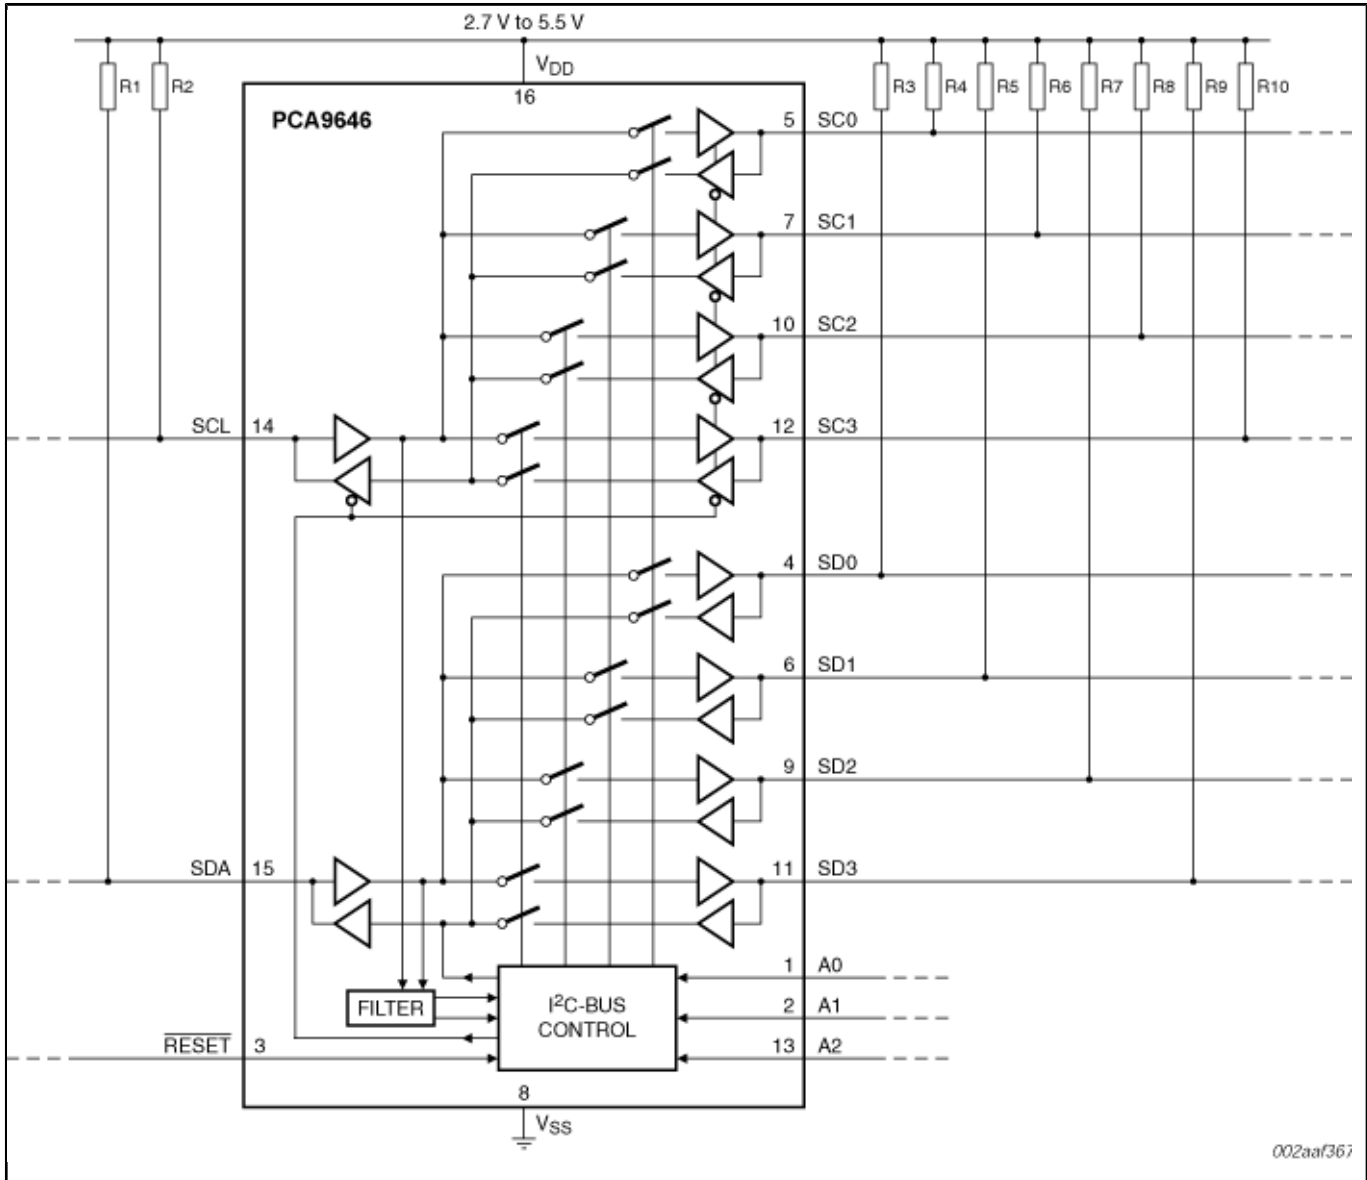 2.7 V to 5.5 V
VDD
R1 R2 R3 R4 R5 R6 R7 R8 R9 R10
16
PCA9646
5 SC0
7 SC1
10 SC2
SCL 14 12 SC3
4 SD0
6 SD1
9 SD2
SDA 15 11 SD3
1 A0
FILTER I²C-BUS 2 A1
CONTROL
RESET 3 13 A2
8
VSS
002aaf367